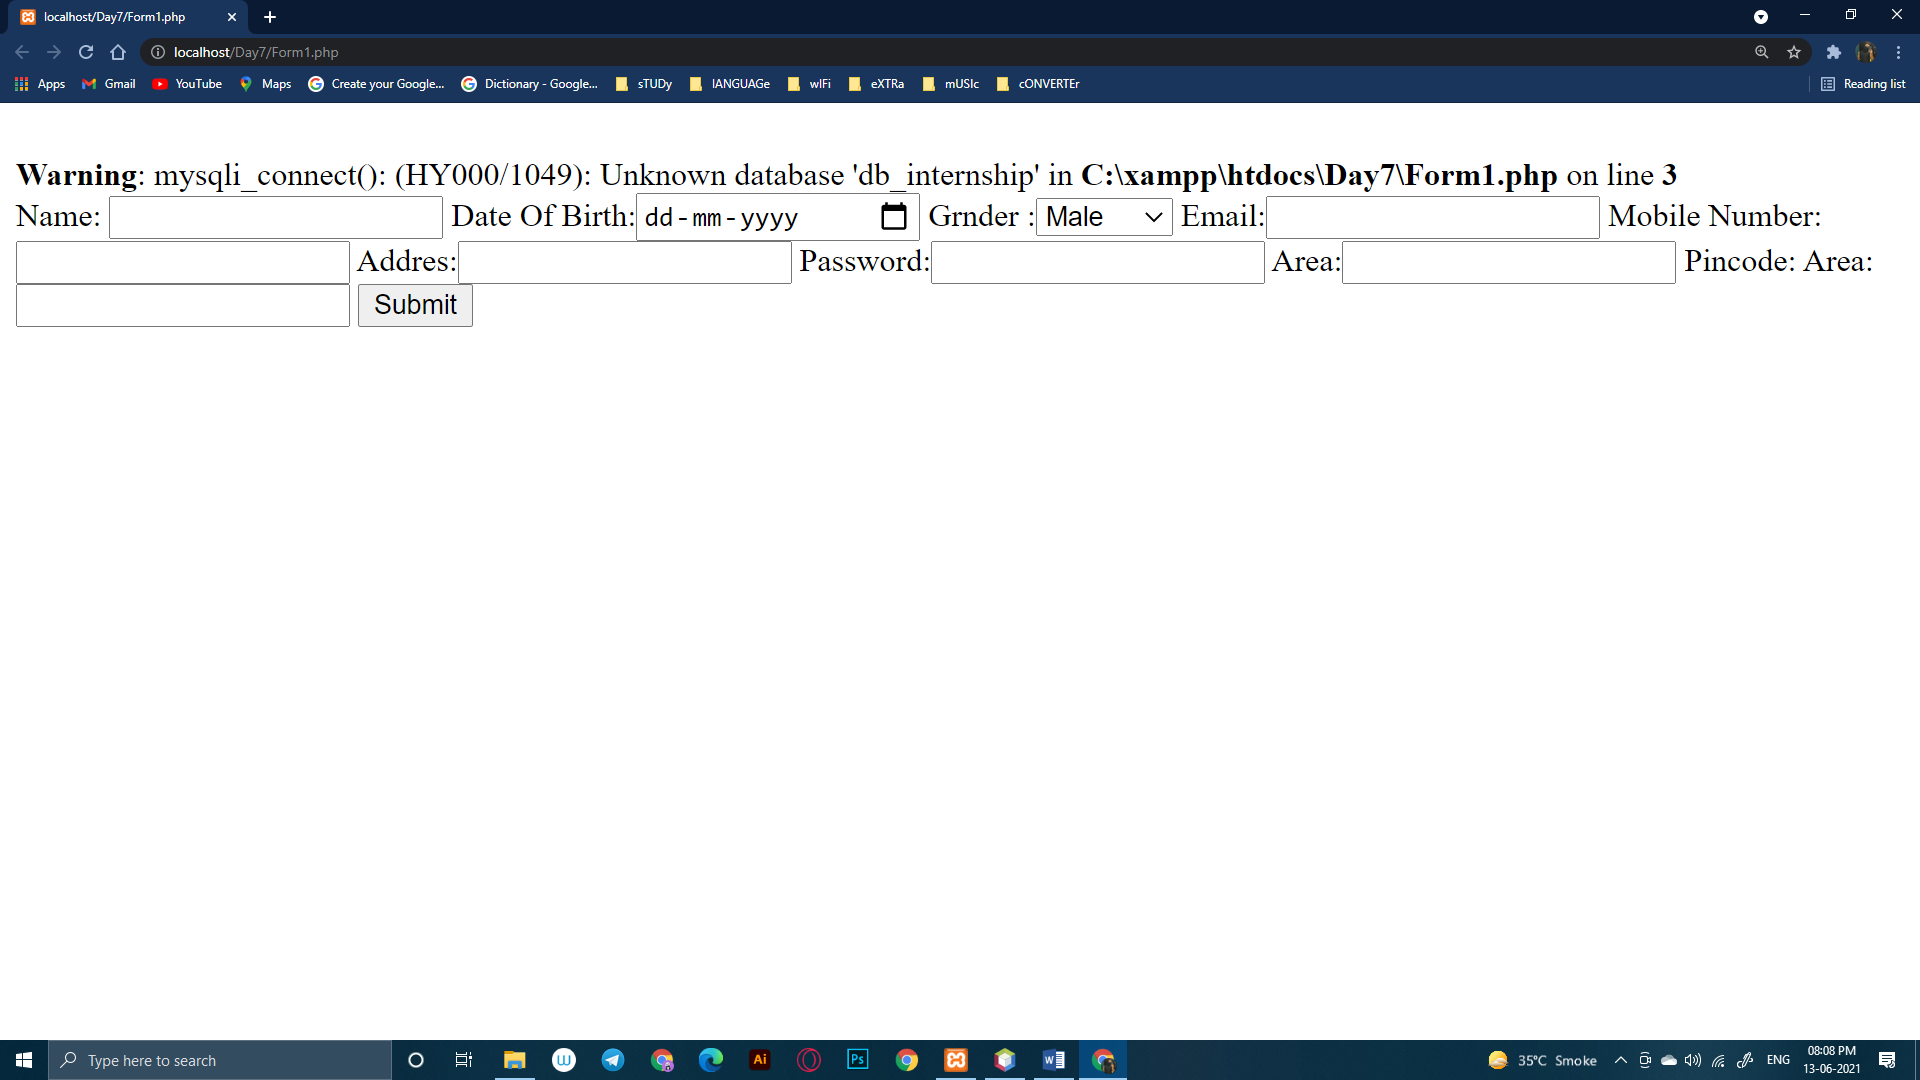 localhost/Day7/Form1.php
localhost/Day7/Form1.php
Apps Gmail YouTube Maps Create your Google... Dictionary - Google... sTUDy lANGUAGe wIFi eXTRa mUSIc cONVERTEr Reading list
Warning: mysqli_connect(): (HY000/1049): Unknown database 'db_internship' in C:\xampp\htdocs\Day7\Form1.php on line 3
Name: Date Of Birth: dd-mm-yyyy Grnder : Male Email: Mobile Number:
Addres: Password: Area: Pincode: Area:
Submit
Type here to search Ai Ps 35°C Smoke ENG 08:08 PM
13-06-2021